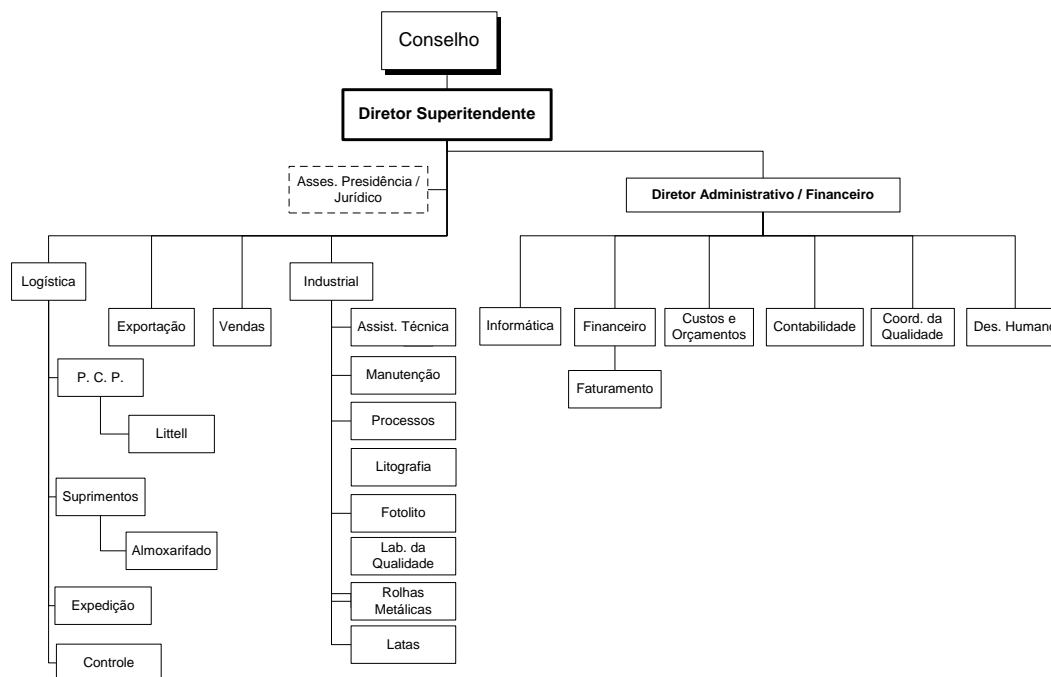 Conselho
Diretor Superitendente
Asses. Presidência /
Jurídico
Diretor Administrativo / Financeiro
Logística
Exportação
Vendas
Industrial
Informática
Financeiro
Custos e
Orçamentos
Contabilidade
Coord. da
Qualidade
Des. Humano
Assist. Técnica
P. C. P.
Manutenção
Faturamento
Littell
Processos
Litografia
Suprimentos
Fotolito
Almoxarifado
Lab. da
Qualidade
Expedição
Rolhas
Metálicas
Controle
Latas